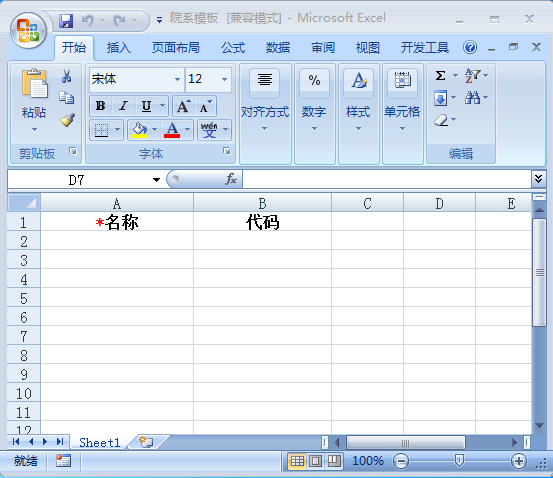 院系模板 [兼容模式] - Microsoft Excel
开始 插入 页面布局 公式 数据 审阅 视图 开发工具
宋体 12
粘贴 B I U A A 对齐方式 数字 样式 单元格
A 变 wén
剪贴板 字体 编辑
D7 fx
A B C D E
1 *名称 代码
2
3
4
5
6
7
8
9
10
11
12
Sheet1
就绪 100%